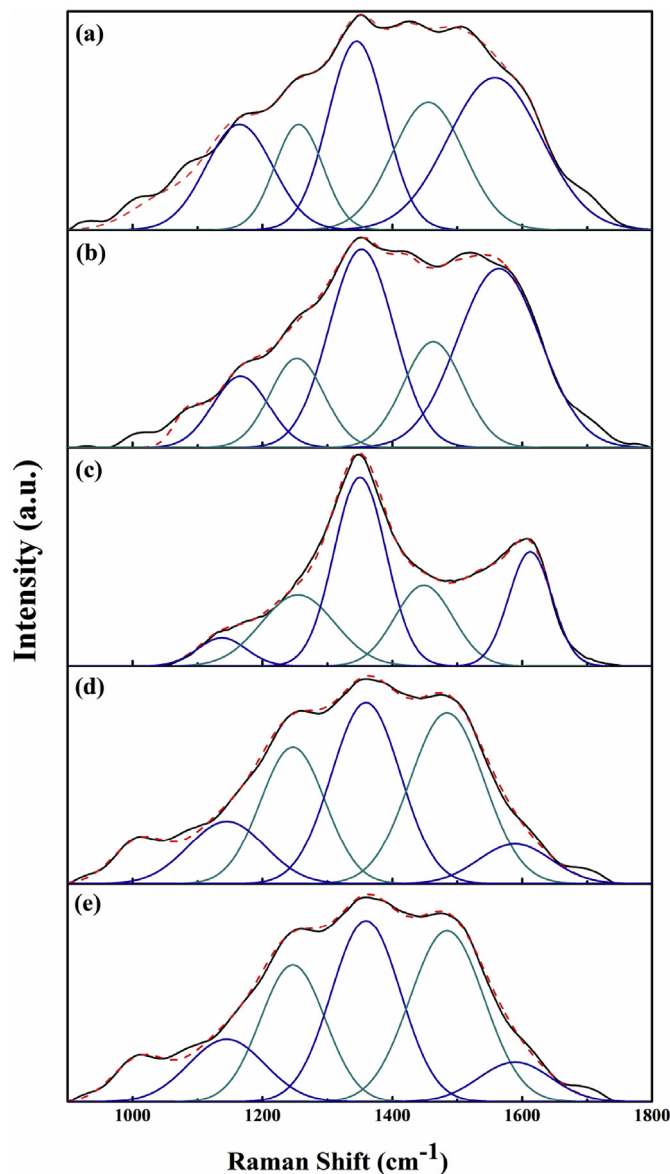 (a)
(b)
(c)
(d)
(e)
Intensity (a.u.)
1000 1200 1400 1600 1800
Raman Shift (cm⁻¹)